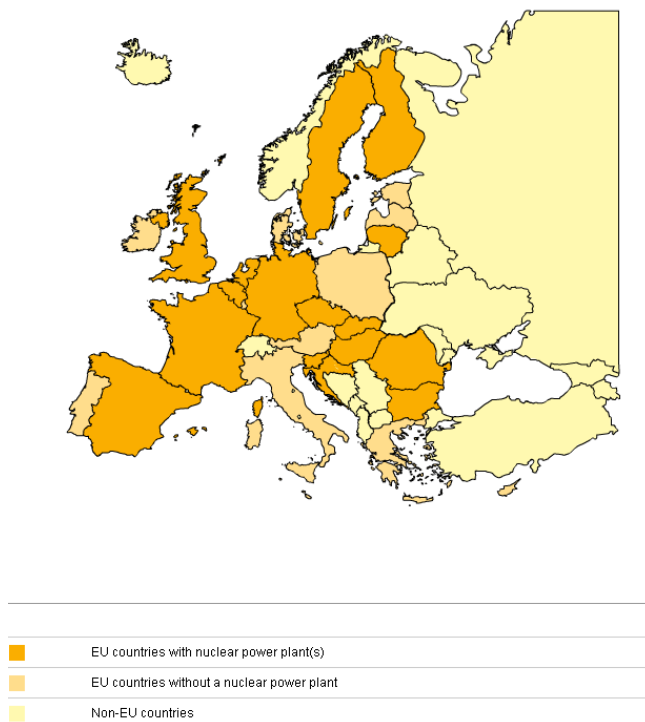 EU countries with nuclear power plant(s)
EU countries without a nuclear power plant
Non-EU countries